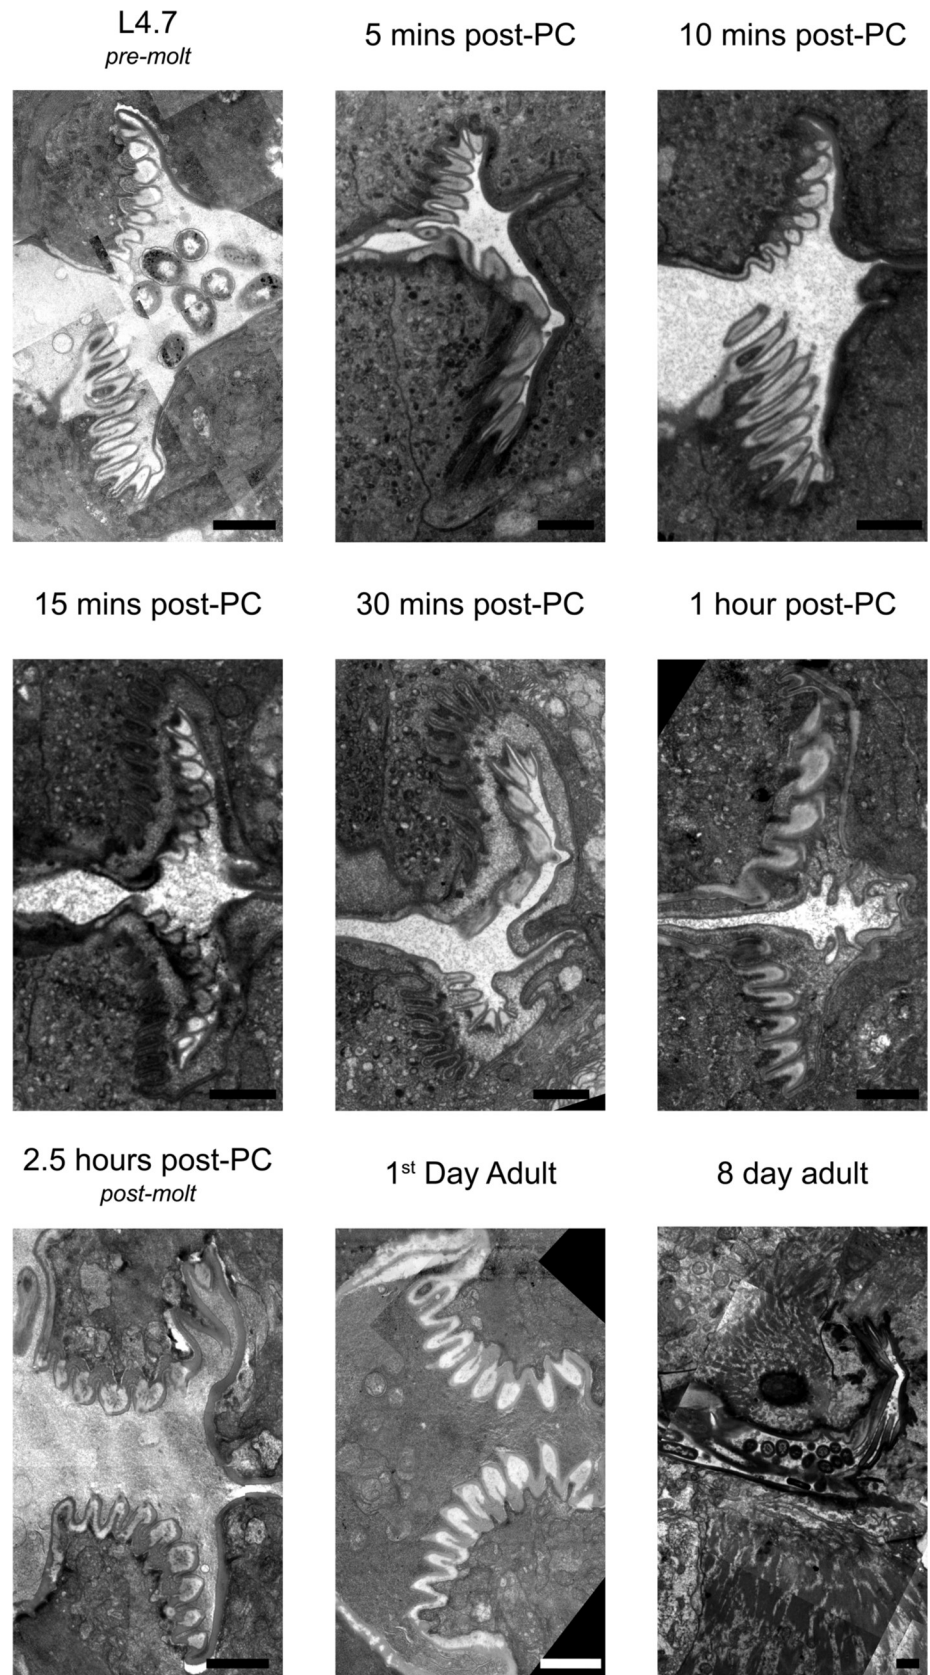 L4.7
pre-molt
5 mins post-PC
10 mins post-PC
15 mins post-PC
30 mins post-PC
1 hour post-PC
2.5 hours post-PC
post-molt
1st Day Adult
8 day adult